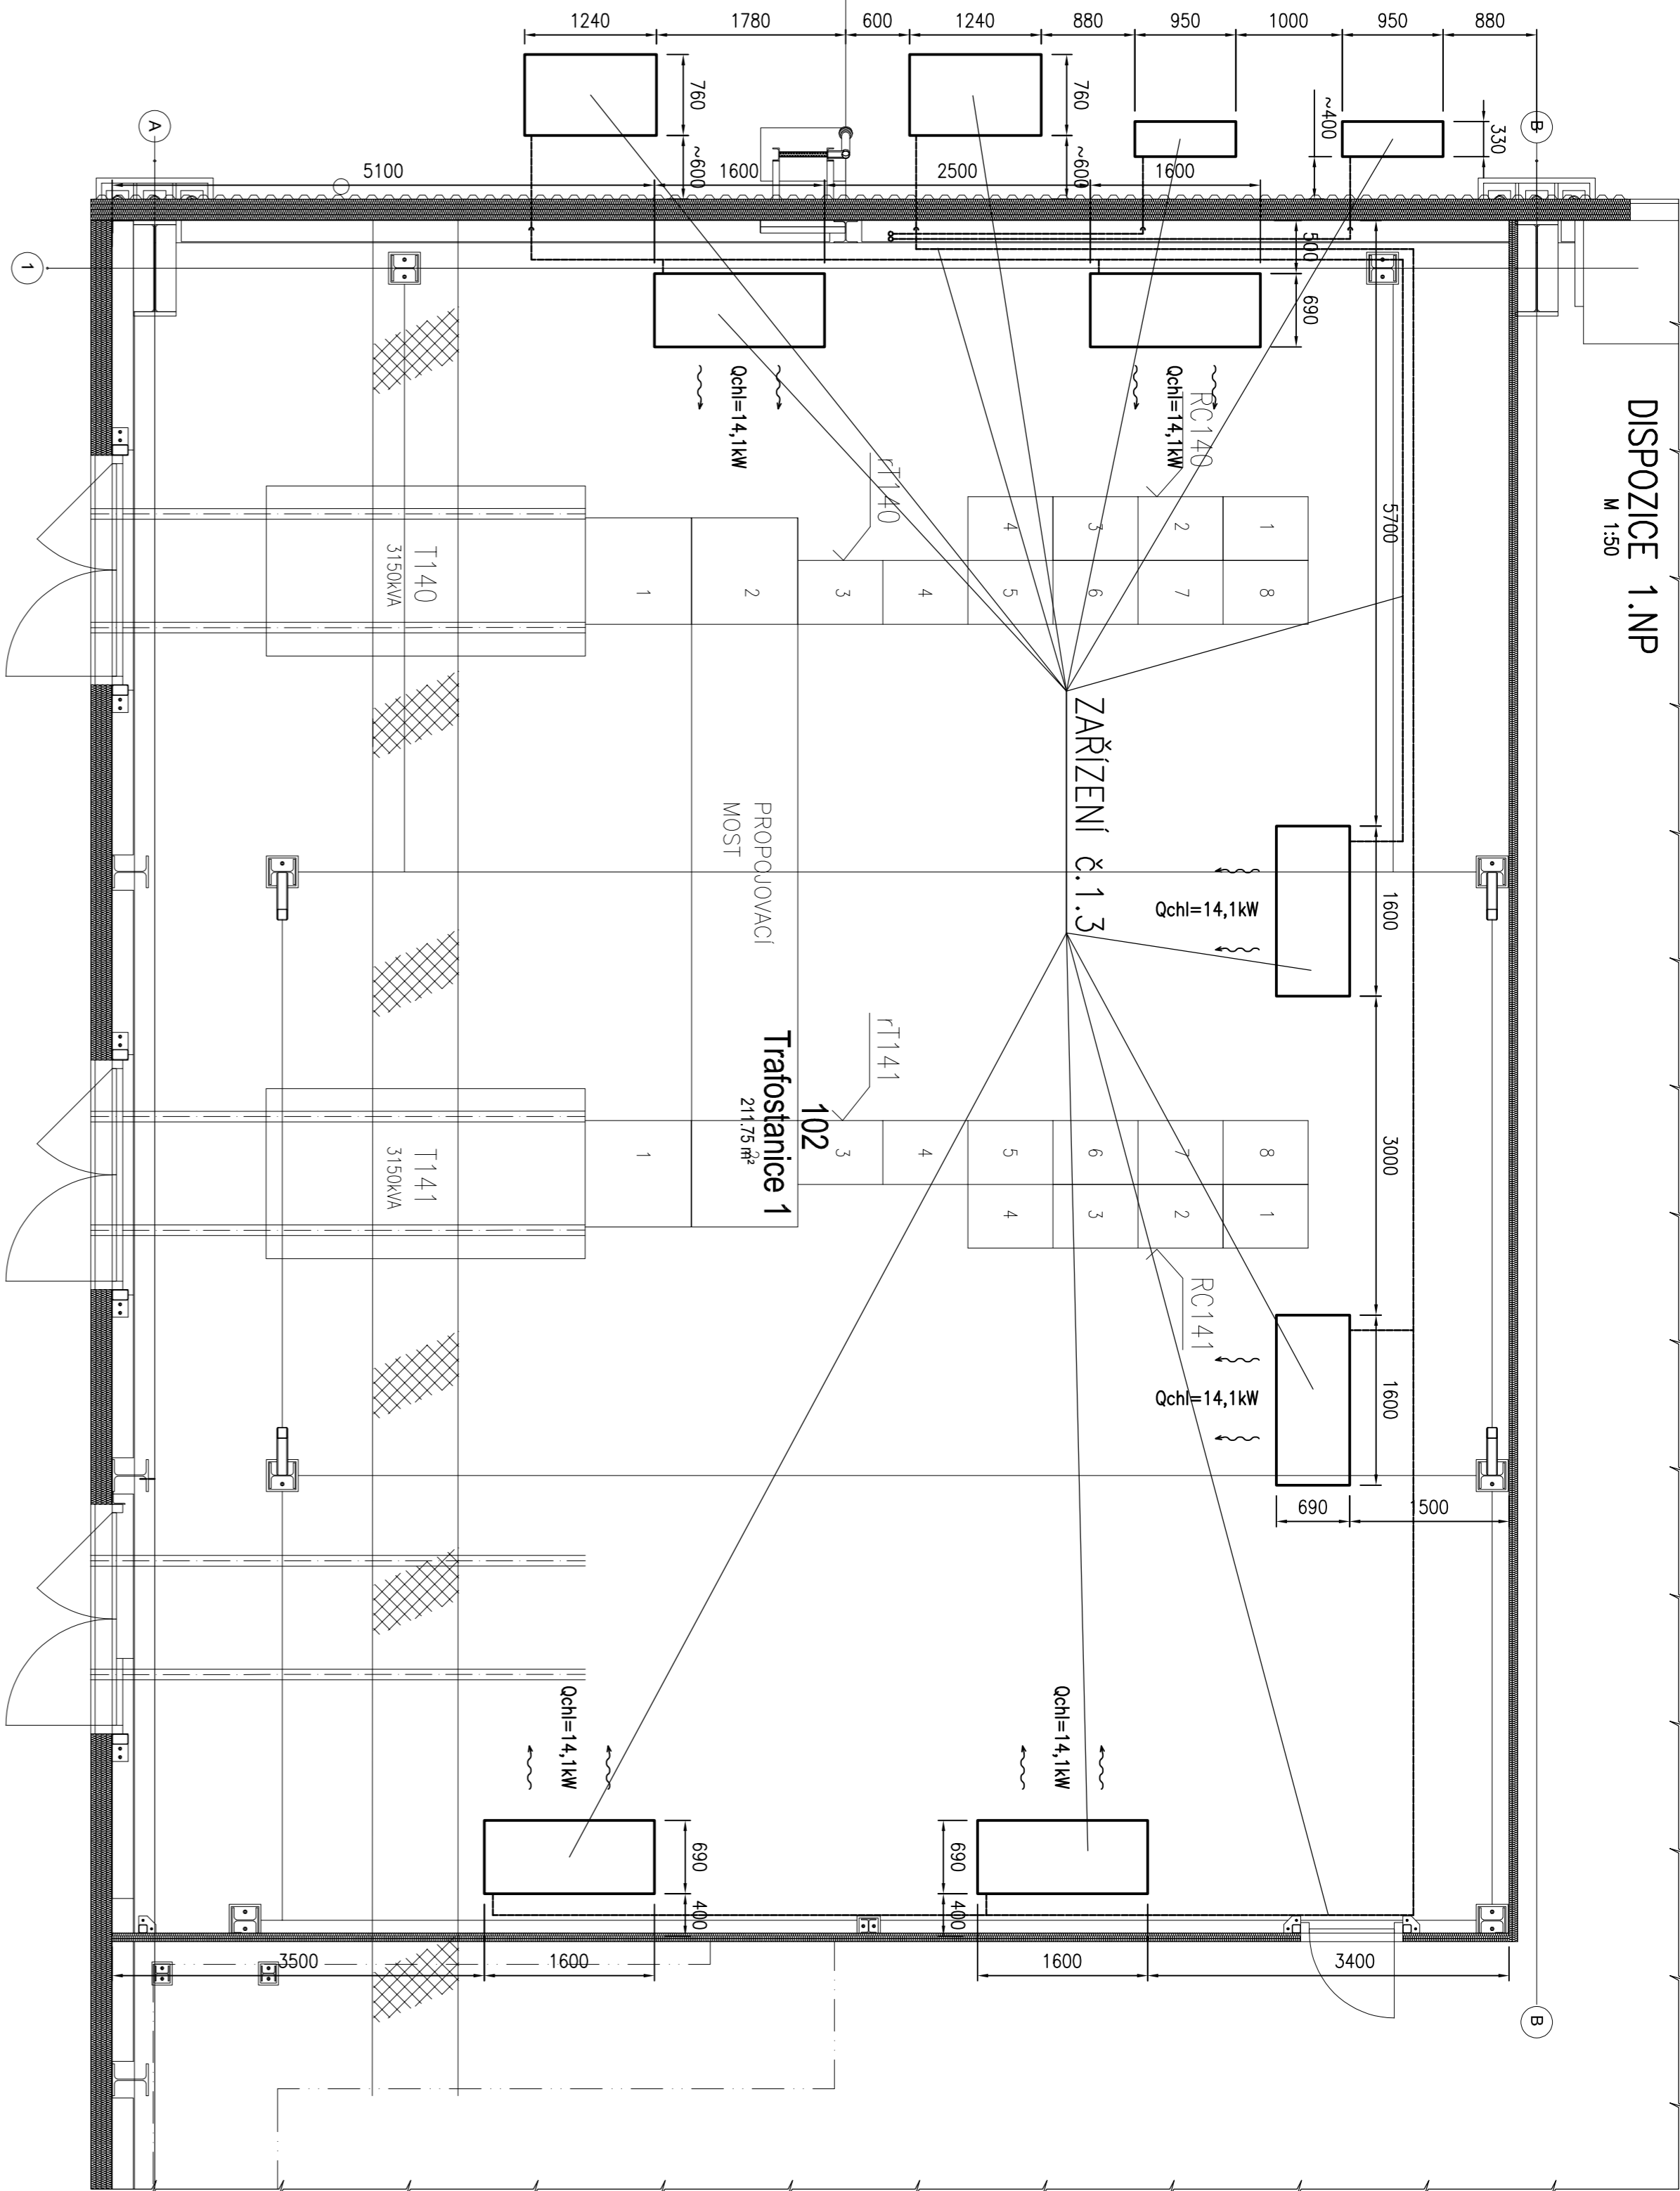 DISPOZICE 1.NP
M 1:50
1240
1780
600
1240
880
950
1000
950
880
760
~600
760
~600
~400
330
A
B
5100
1600
2500
1600
1
500
690
Qchl=14,1kW
Qchl=14,1kW
RC140
rT140
5700
4
3
2
1
T140
3150kVA
1
2
3
4
5
6
7
8
ZAŘÍZENÍ Č.1.3
PROPOJOVACÍ
MOST
Qchl=14,1kW
1600
3000
rT141
102
Trafostanice 1
211.75 m²
T141
3150kVA
1
2
3
4
5
6
7
8
4
3
2
1
RC141
Qchl=14,1kW
1600
690
1500
Qchl=14,1kW
Qchl=14,1kW
690
400
690
400
3500
1600
1600
3400
B